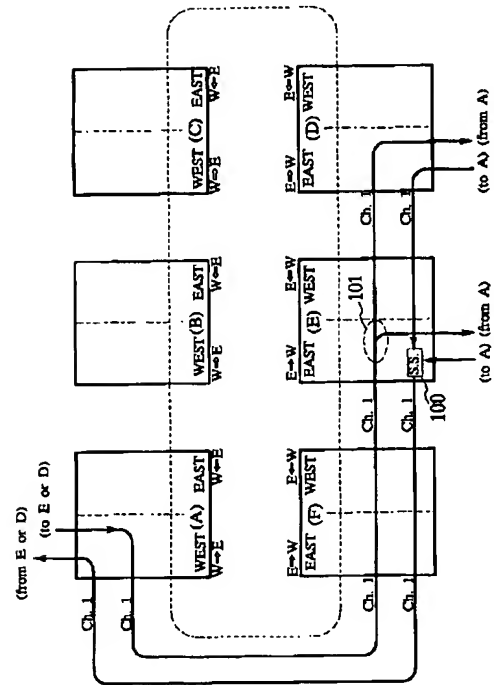 (from E or D)
(to E or D)
Ch. 1
Ch. 1
WEST (A) EAST
W→E W←E
WEST (B) EAST
W→E W←E
WEST (C) EAST
W→E W←E
E→W E←W
EAST (F) WEST
E→W E←W
EAST (E) WEST
E→W E←W
EAST (D) WEST
101
Ch. 1
Ch. 1
Ch. 1
Ch. 1
Ch. 1
Ch. 1
S.S.
100
(to A) (from A)
(to A) (from A)